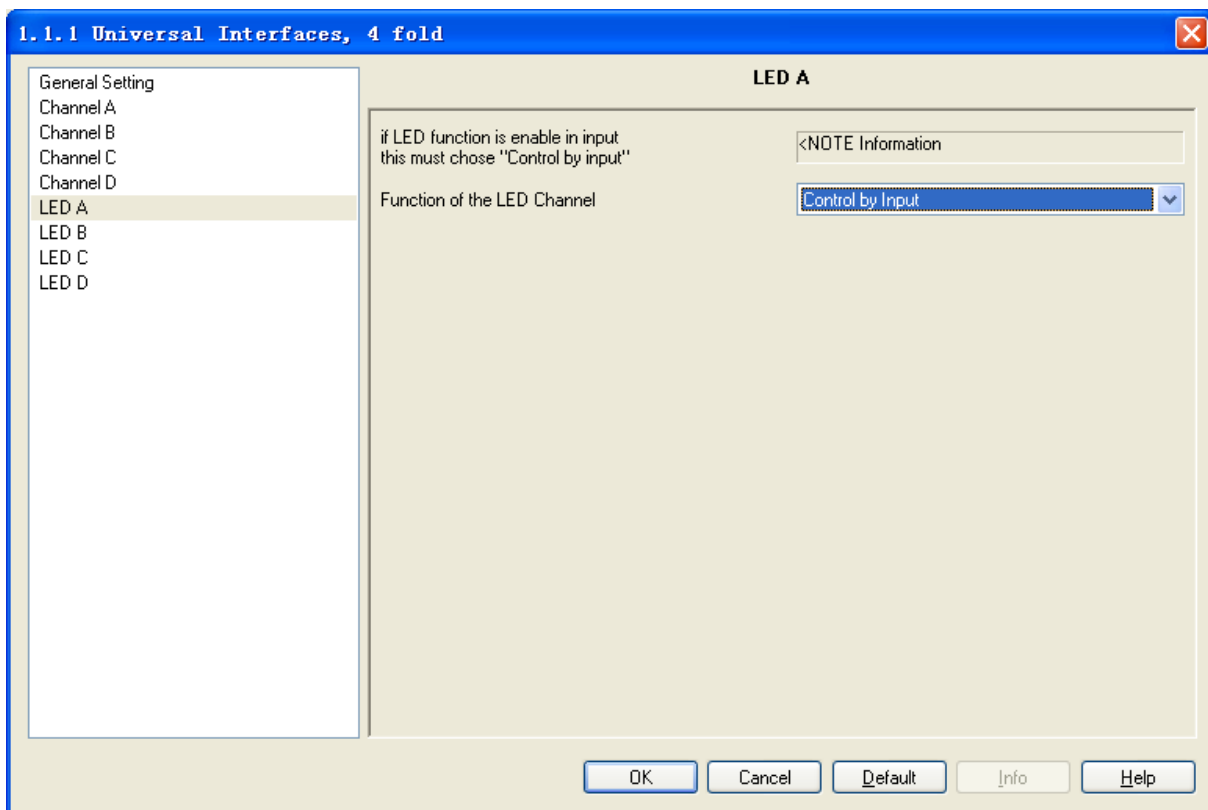 1.1.1 Universal Interfaces, 4 fold
General Setting
Channel A
Channel B
Channel C
Channel D
LED A
LED B
LED C
LED D
LED A
if LED function is enable in input
this must chose "Control by input"
<NOTE Information
Function of the LED Channel
Control by Input
OK
Cancel
Default
Info
Help